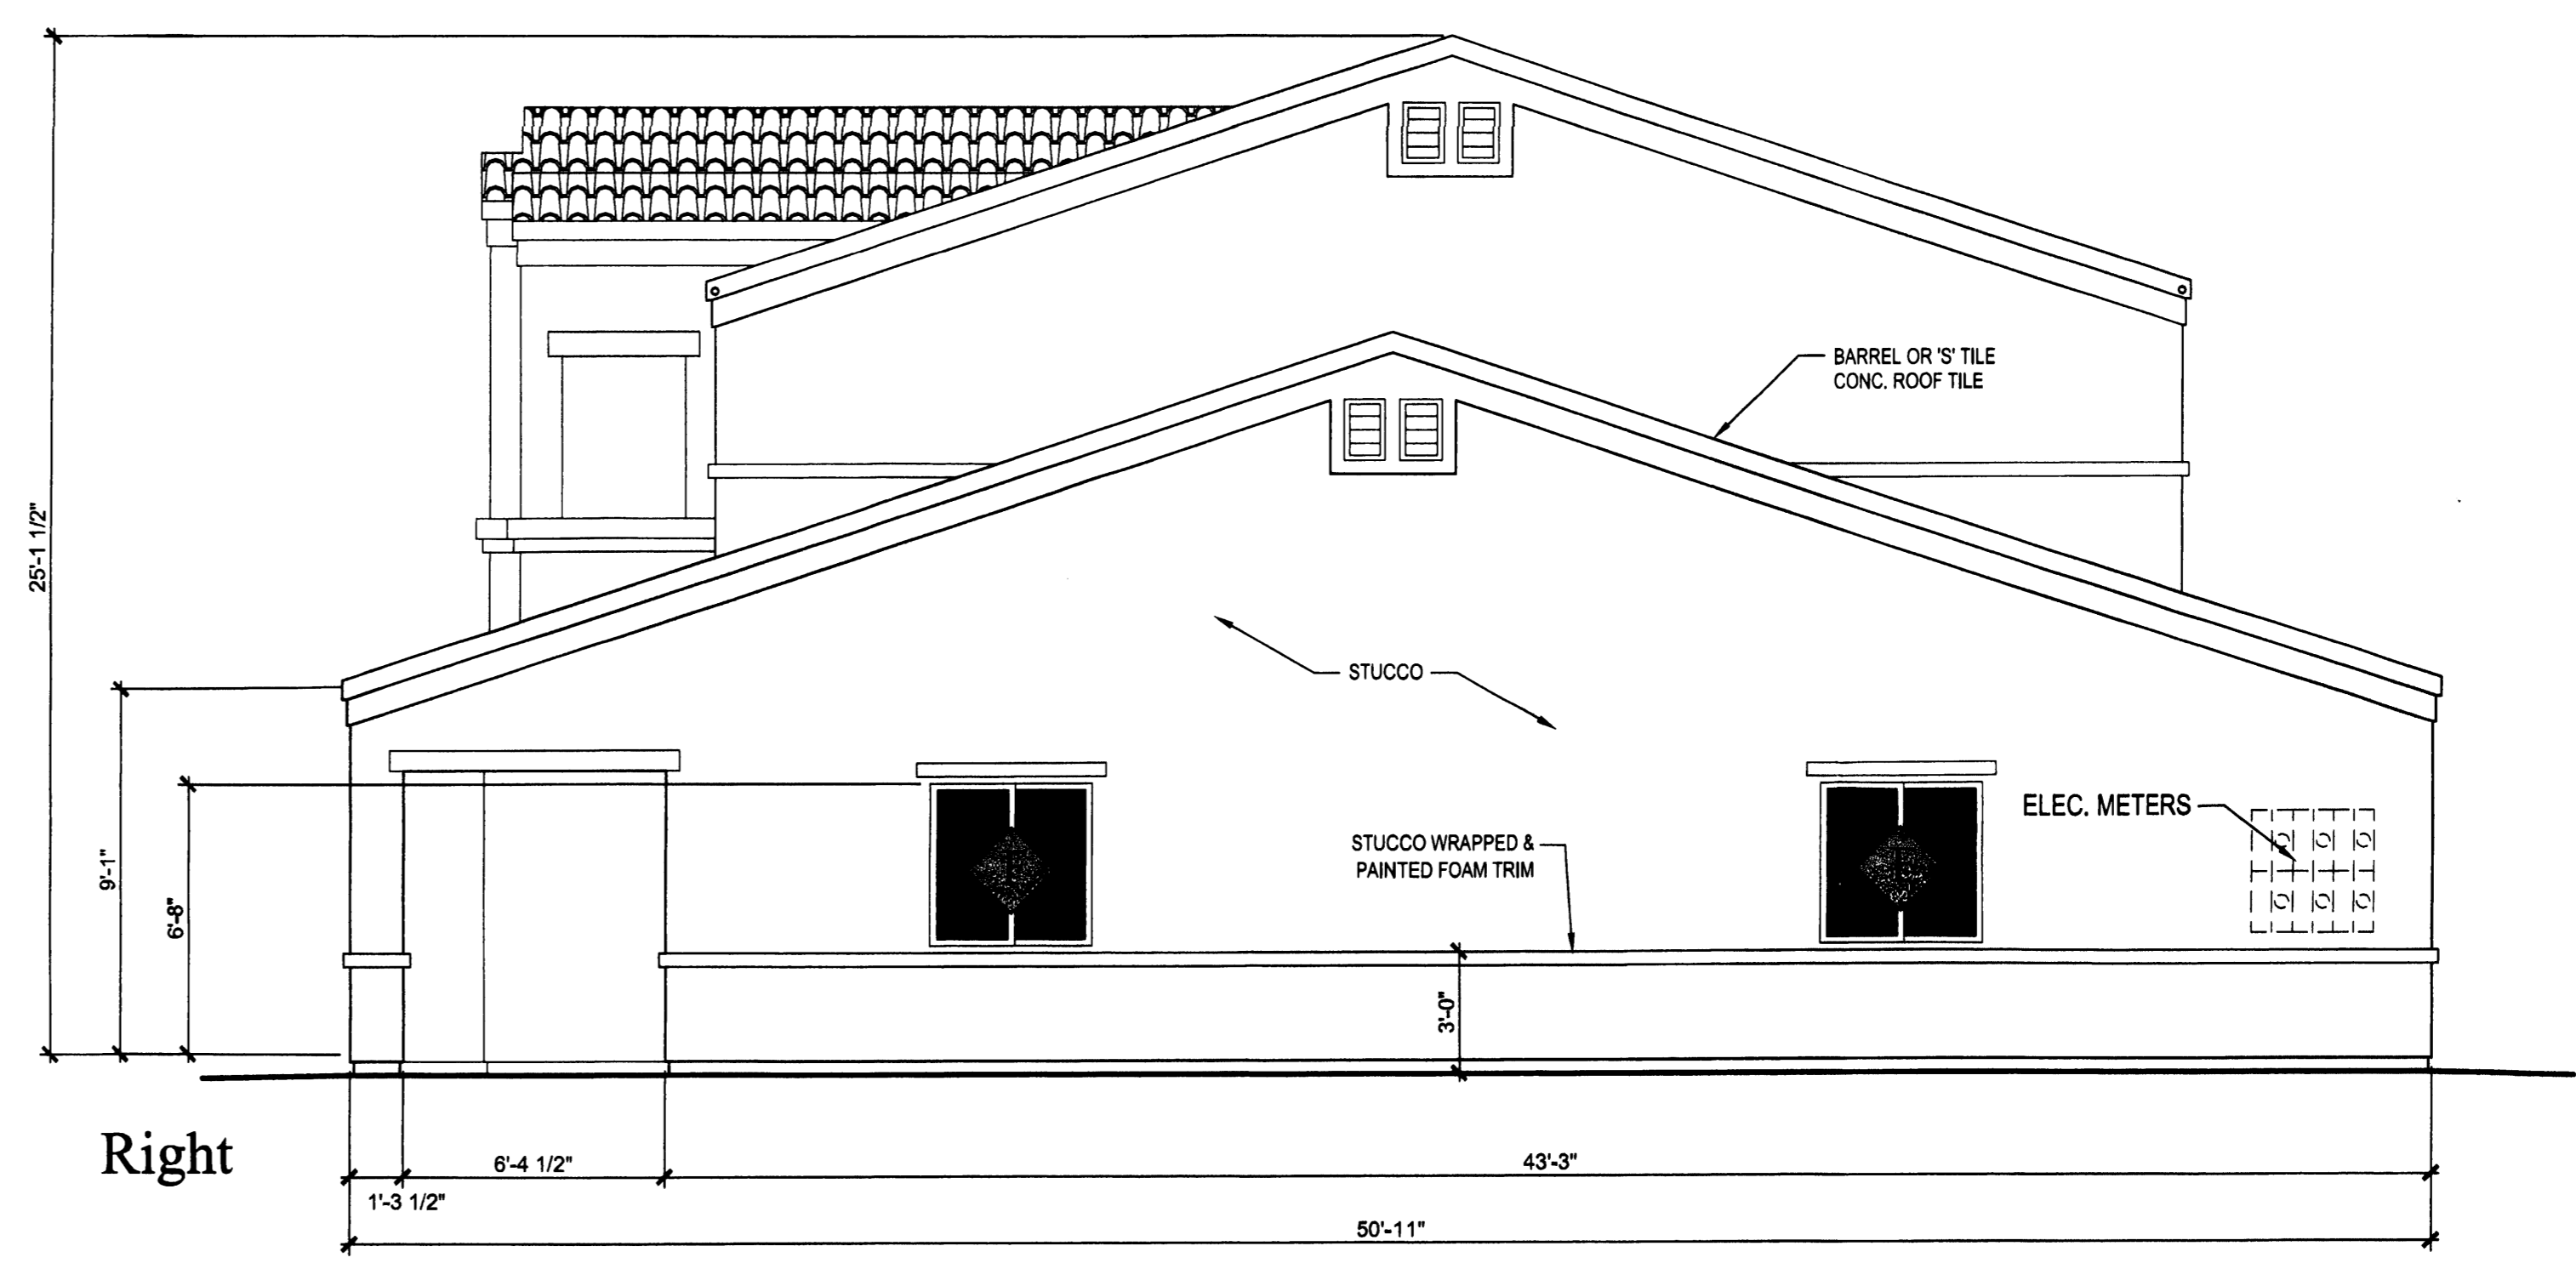 BARREL OR 'S' TILE
CONC. ROOF TILE
25'-1 1/2"
STUCCO
ELEC. METERS
STUCCO WRAPPED &
PAINTED FOAM TRIM
9'-1"
6'-8"
3'-0"
Right
6'-4 1/2"
43'-3"
1'-3 1/2"
50'-11"